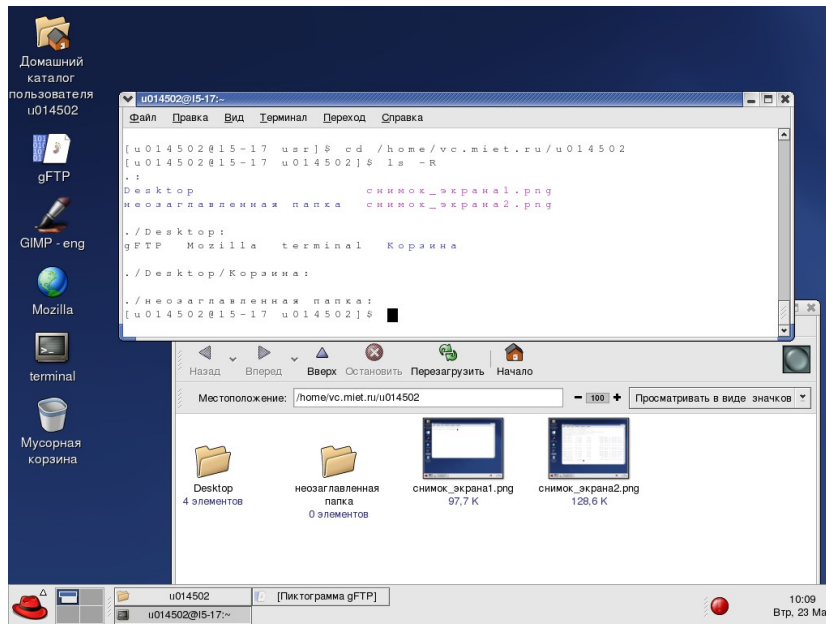 Домашний
каталог
пользователя
u014502
gFTP
GIMP - eng
Mozilla
terminal
Мусорная
корзина
u014502@l5-17:~
Файл Правка Вид Терминал Переход Справка
[u014502@l5-17 usr]$ cd /home/vc.miet.ru/u014502
[u014502@l5-17 u014502]$ ls -R
.:
Desktop снимок_экрана1.png
неозаглавленная папка снимок_экрана2.png
./Desktop:
gFTP Mozilla terminal Корзина
./Desktop/Корзина:
./неозаглавленная папка:
[u014502@l5-17 u014502]$
Назад Вперед Вверх Остановить Перезагрузить Начало
Местоположение: /home/vc.miet.ru/u014502 100 Просматривать в виде значков
Desktop
4 элементов
неозаглавленная
папка
0 элементов
снимок_экрана1.png
97,7 K
снимок_экрана2.png
128,6 K
u014502 [Пиктограмма gFTP]
u014502@l5-17:~
10:09
Втр, 23 Ма